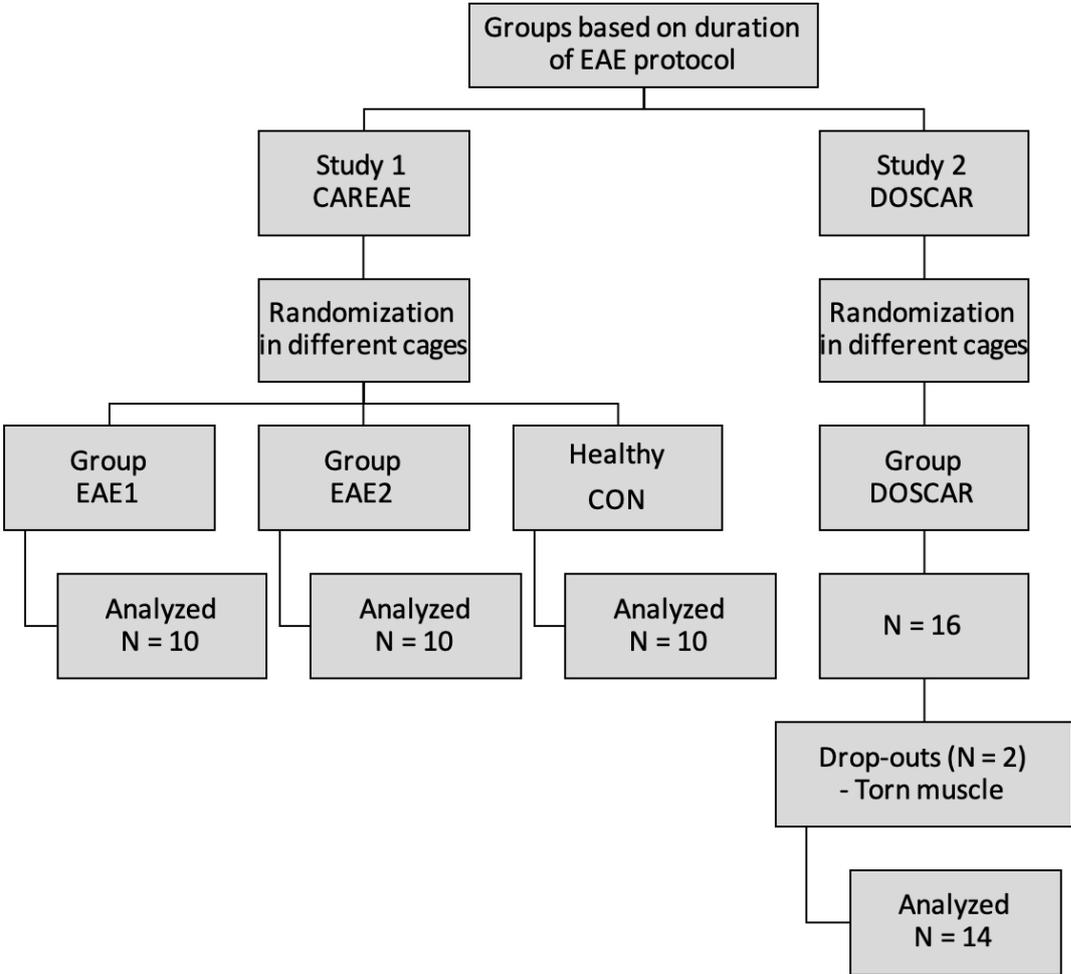 Groups based on duration
of EAE protocol
Study 1
CAREAE
Study 2
DOSCAR
Randomization
in different cages
Randomization
in different cages
Group
EAE1
Group
EAE2
Healthy
CON
Group
DOSCAR
Analyzed
N = 10
Analyzed
N = 10
Analyzed
N = 10
N = 16
Drop-outs (N = 2)
- Torn muscle
Analyzed
N = 14